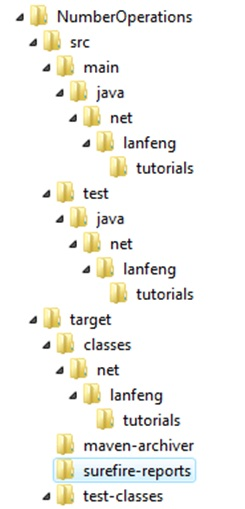 NumberOperations
src
main
java
net
lanfeng
tutorials
test
java
net
lanfeng
tutorials
target
classes
net
lanfeng
tutorials
maven-archiver
surefire-reports
test-classes